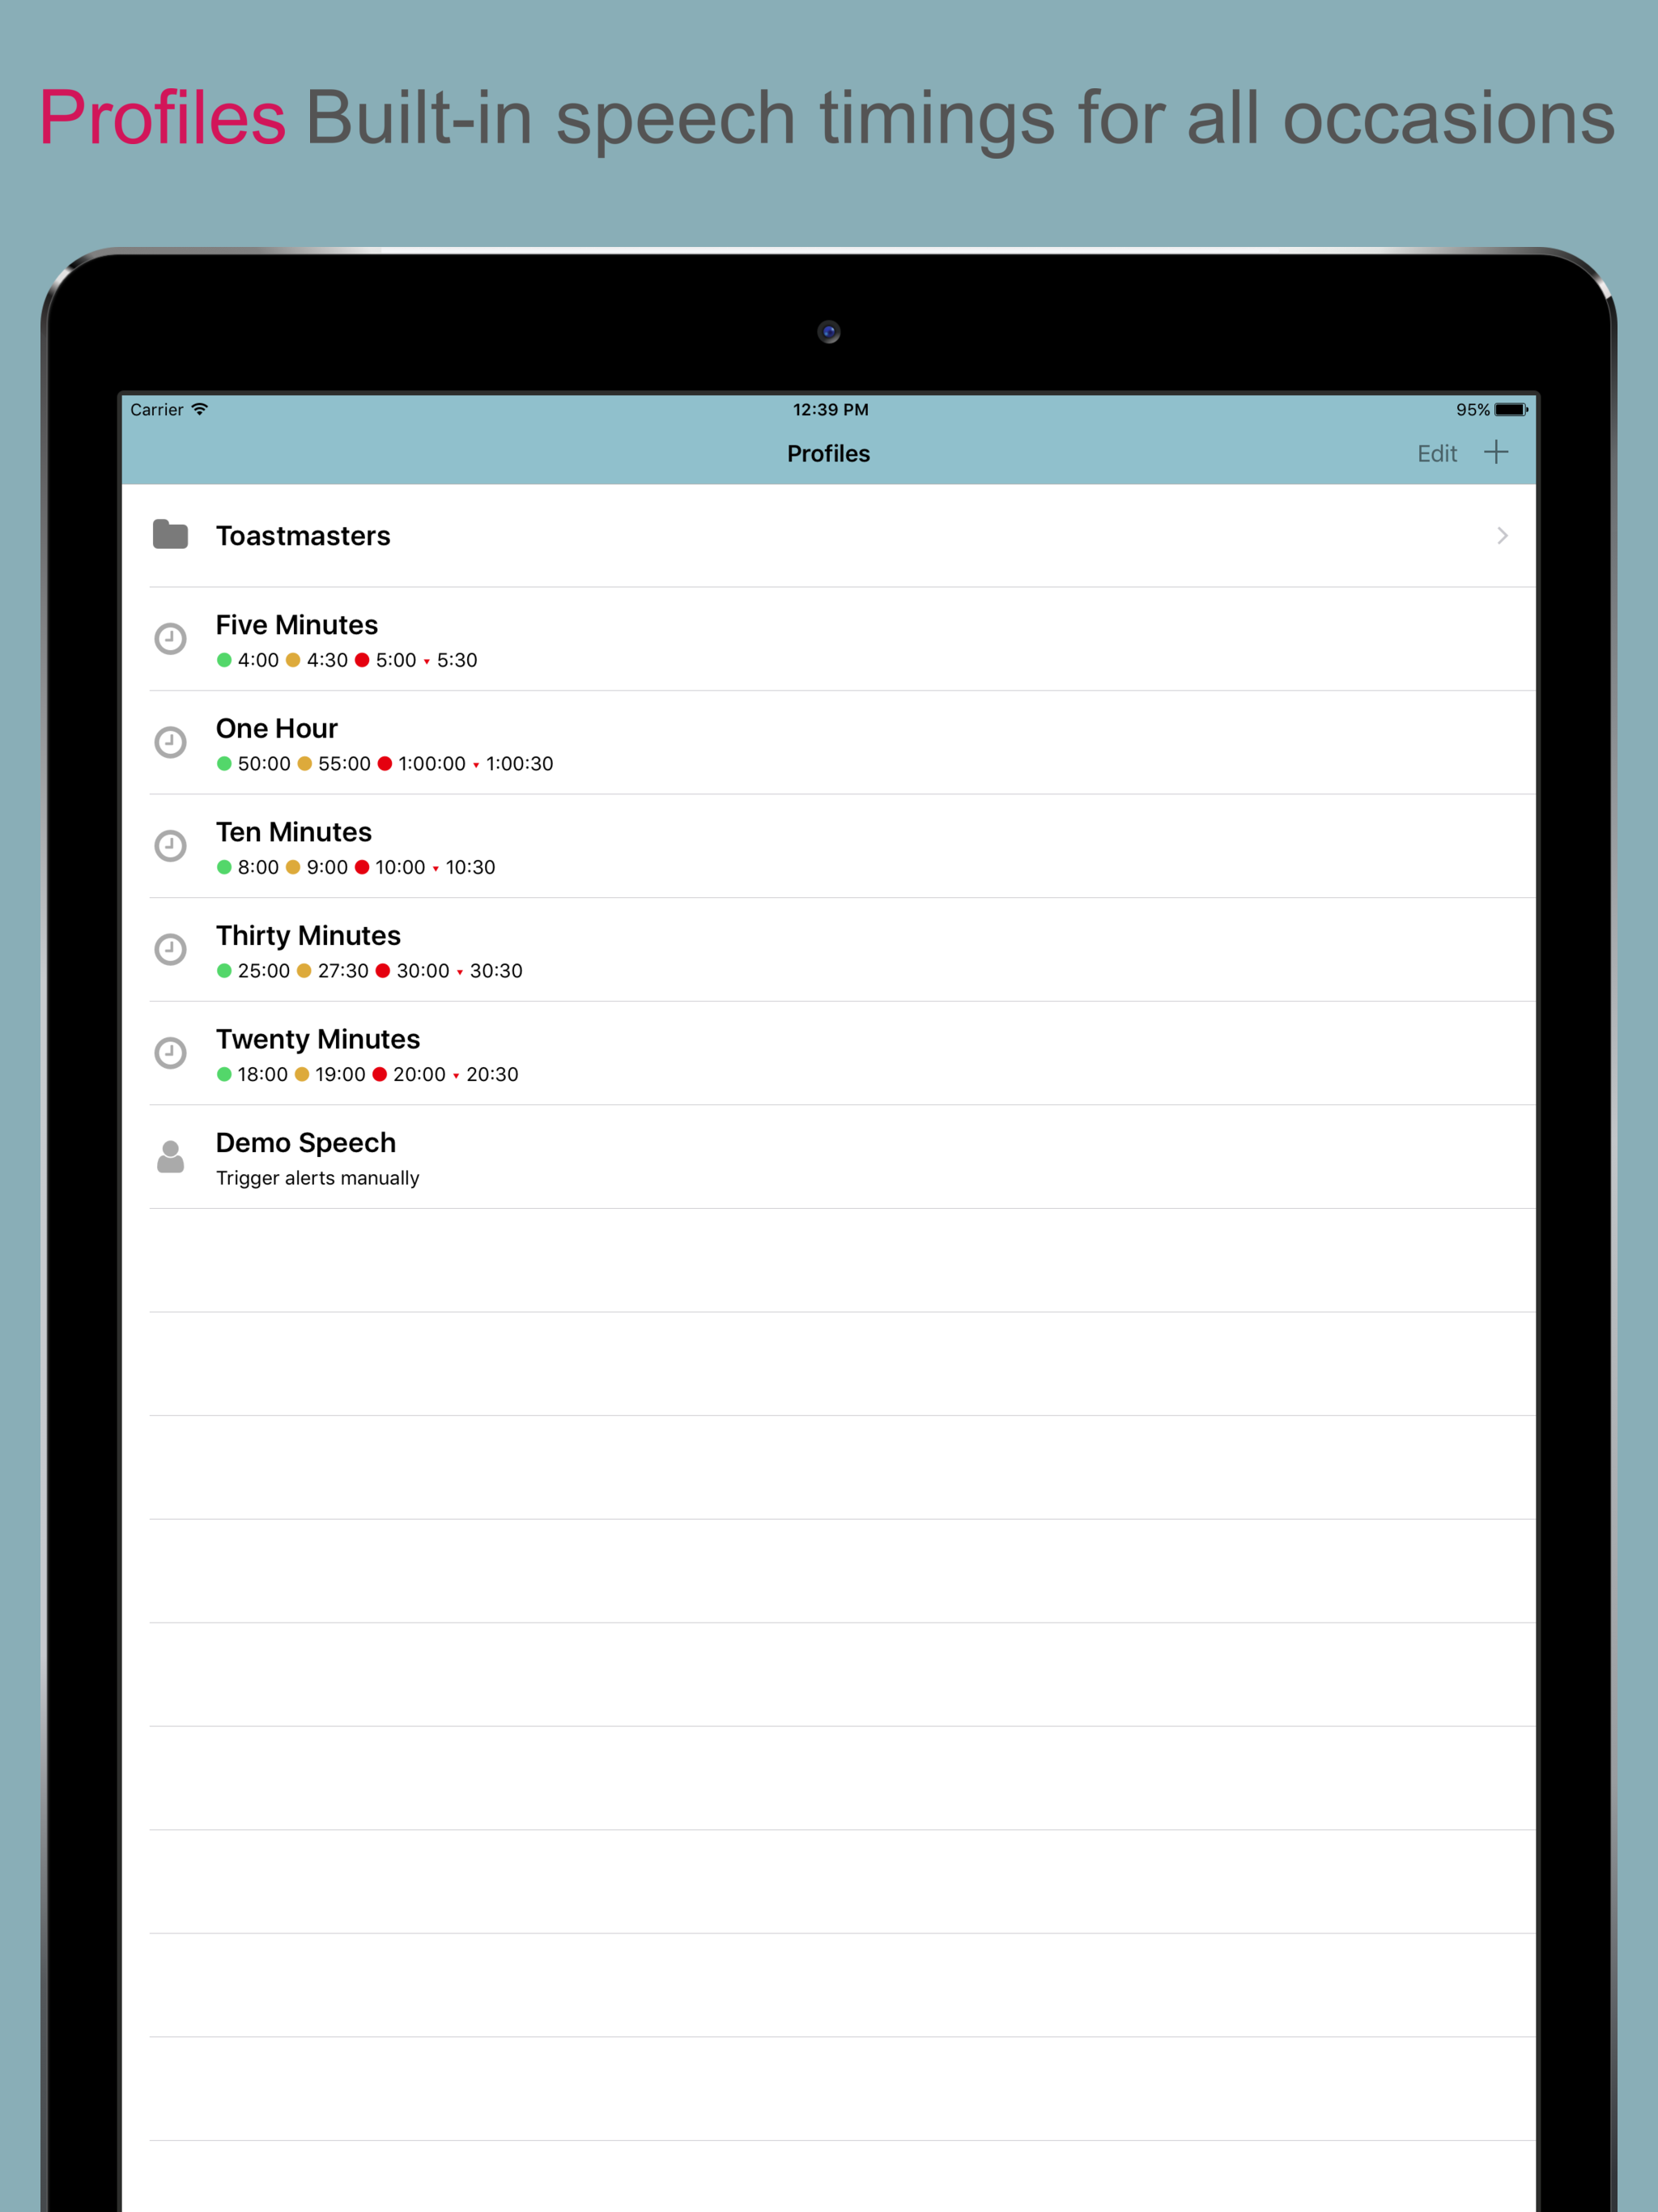 Profiles Built-in speech timings for all occasions
Carrier 12:39 PM 95%
Profiles Edit +
Toastmasters
Five Minutes
4:00 4:30 5:00 5:30
One Hour
50:00 55:00 1:00:00 1:00:30
Ten Minutes
8:00 9:00 10:00 10:30
Thirty Minutes
25:00 27:30 30:00 30:30
Twenty Minutes
18:00 19:00 20:00 20:30
Demo Speech
Trigger alerts manually